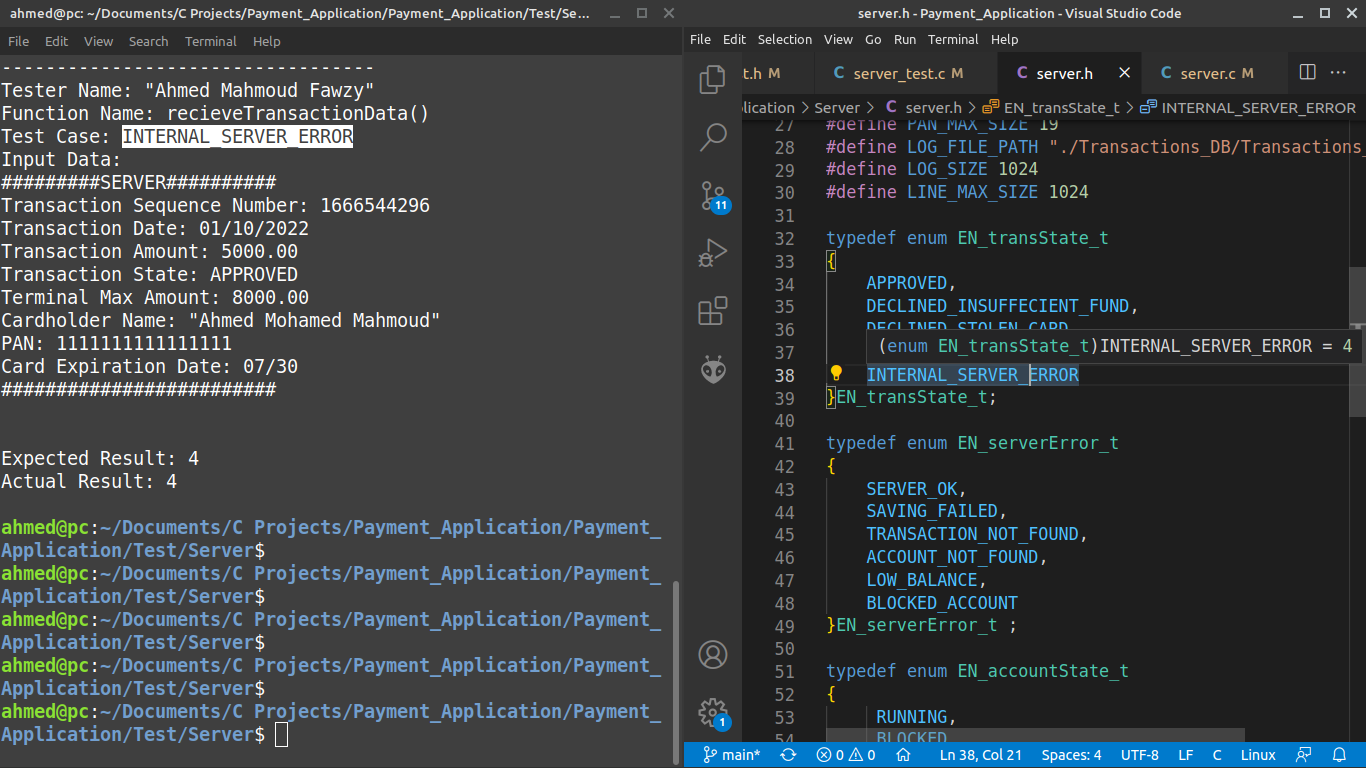 ahmed@pc: ~/Documents/C Projects/Payment_Application/Payment_Application/Test/Se...
File Edit View Search Terminal Help
----------------------------------
Tester Name: "Ahmed Mahmoud Fawzy"
Function Name: recieveTransactionData()
Test Case: INTERNAL_SERVER_ERROR
Input Data:
#########SERVER##########
Transaction Sequence Number: 1666544296
Transaction Date: 01/10/2022
Transaction Amount: 5000.00
Transaction State: APPROVED
Terminal Max Amount: 8000.00
Cardholder Name: "Ahmed Mohamed Mahmoud"
PAN: 1111111111111111
Card Expiration Date: 07/30
#########################
Expected Result: 4
Actual Result: 4
ahmed@pc:~/Documents/C Projects/Payment_Application/Payment_
Application/Test/Server$
ahmed@pc:~/Documents/C Projects/Payment_Application/Payment_
Application/Test/Server$
ahmed@pc:~/Documents/C Projects/Payment_Application/Payment_
Application/Test/Server$
ahmed@pc:~/Documents/C Projects/Payment_Application/Payment_
Application/Test/Server$
ahmed@pc:~/Documents/C Projects/Payment_Application/Payment_
Application/Test/Server$
server.h - Payment_Application - Visual Studio Code
File Edit Selection View Go Run Terminal Help
t.h M C server_test.c M C server.h C server.c M
lication > Server > C server.h > EN_transState_t > INTERNAL_SERVER_ERROR
27 #define PAN_MAX_SIZE 19
28 #define LOG_FILE_PATH "./Transactions_DB/Transactions_
29 #define LOG_SIZE 1024
30 #define LINE_MAX_SIZE 1024
31
32 typedef enum EN_transState_t
33 {
34 APPROVED,
35 DECLINED_INSUFFECIENT_FUND,
36 DECLINED_STOLEN_CARD,
(enum EN_transState_t)INTERNAL_SERVER_ERROR = 4
37
38 INTERNAL_SERVER_ERROR
39 }EN_transState_t;
40
41 typedef enum EN_serverError_t
42 {
43 SERVER_OK,
44 SAVING_FAILED,
45 TRANSACTION_NOT_FOUND,
46 ACCOUNT_NOT_FOUND,
47 LOW_BALANCE,
48 BLOCKED_ACCOUNT
49 }EN_serverError_t ;
50
51 typedef enum EN_accountState_t
52 {
53 RUNNING,
54 BLOCKED
11
1
main* 0 0 Ln 38, Col 21 Spaces: 4 UTF-8 LF C Linux